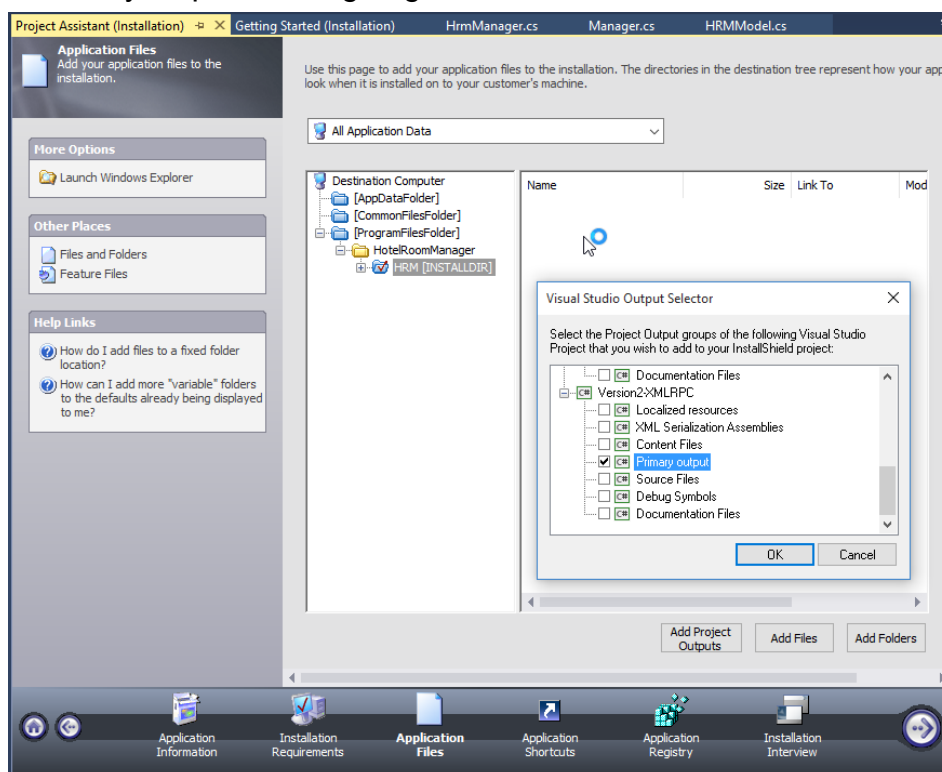 Project Assistant (Installation) Getting Started (Installation) HrmManager.cs Manager.cs HRMModel.cs
Application Files
Add your application files to the
installation.
Use this page to add your application files to the installation. The directories in the destination tree represent how your app
look when it is installed on to your customer's machine.
All Application Data
More Options
Launch Windows Explorer
Other Places
Files and Folders
Feature Files
Help Links
How do I add files to a fixed folder
location?
How can I add more "variable" folders
to the defaults already being displayed
to me?
Destination Computer
[AppDataFolder]
[CommonFilesFolder]
[ProgramFilesFolder]
HotelRoomManager
HRM [INSTALLDIR]
Name Size Link To Mod
Visual Studio Output Selector
Select the Project Output groups of the following Visual Studio
Project that you wish to add to your InstallShield project:
C# Documentation Files
C# Version2-XMLRPC
C# Localized resources
C# XML Serialization Assemblies
C# Content Files
C# Primary output
C# Source Files
C# Debug Symbols
C# Documentation Files
OK Cancel
Add Project
Outputs
Add Files
Add Folders
Application
Information
Installation
Requirements
Application
Files
Application
Shortcuts
Application
Registry
Installation
Interview